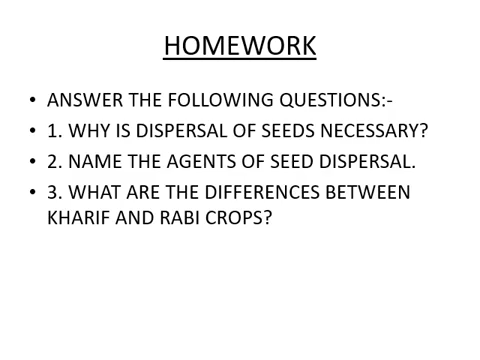 HOMEWORK
• ANSWER THE FOLLOWING QUESTIONS:-
• 1. WHY IS DISPERSAL OF SEEDS NECESSARY?
• 2. NAME THE AGENTS OF SEED DISPERSAL.
• 3. WHAT ARE THE DIFFERENCES BETWEEN
KHARIF AND RABI CROPS?